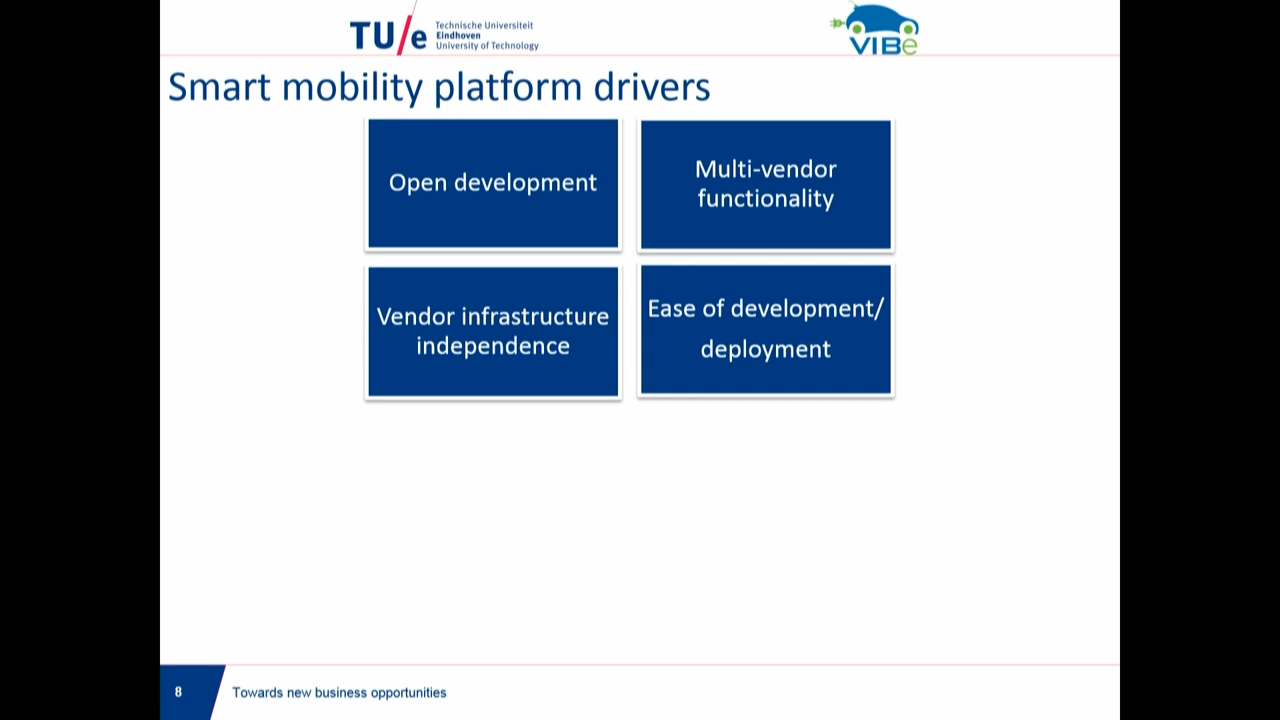 TU/e
Technische Universiteit
Eindhoven
University of Technology
VIBe
Smart mobility platform drivers
Open development
Multi-vendor
functionality
Vendor infrastructure
independence
Ease of development/
deployment
8
Towards new business opportunities